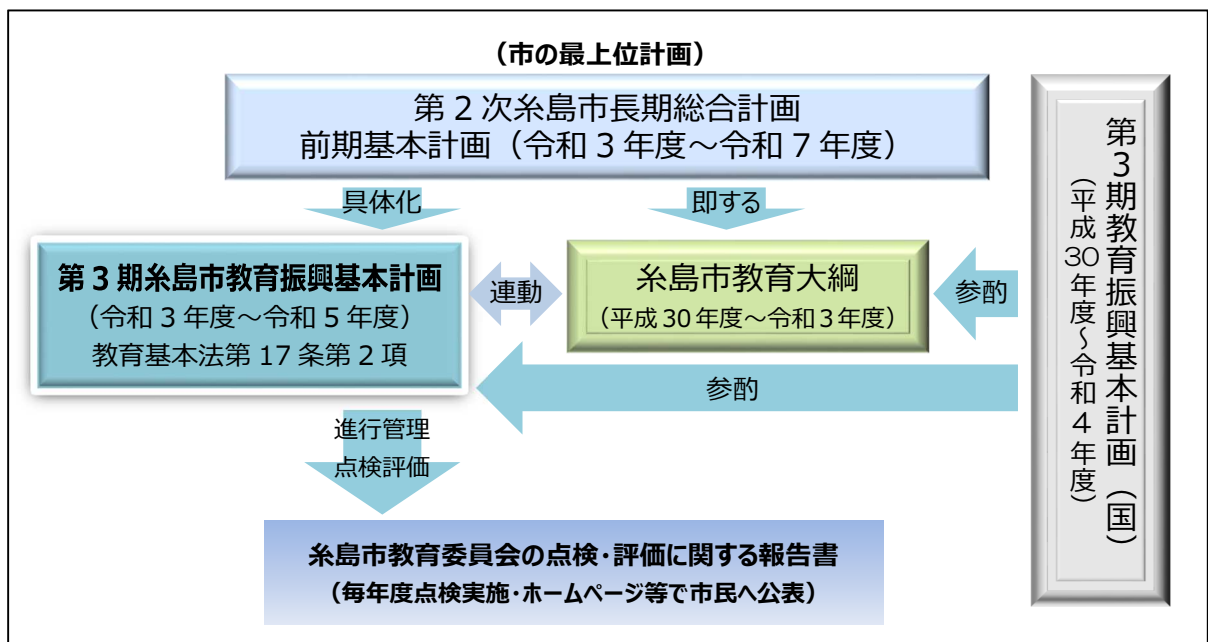 （市の最上位計画）
第２次糸島市長期総合計画
前期基本計画（令和３年度～令和７年度）
具体化
即する
第３期糸島市教育振興基本計画
（令和３年度～令和５年度）
教育基本法第 17 条第２項
連動
糸島市教育大綱
（平成 30 年度～令和３年度）
参酌
参酌
進行管理
点検評価
糸島市教育委員会の点検・評価に関する報告書
（毎年度点検実施・ホームページ等で市民へ公表）
第３期教育振興基本計画（国）
（平成30年度～令和４年度）